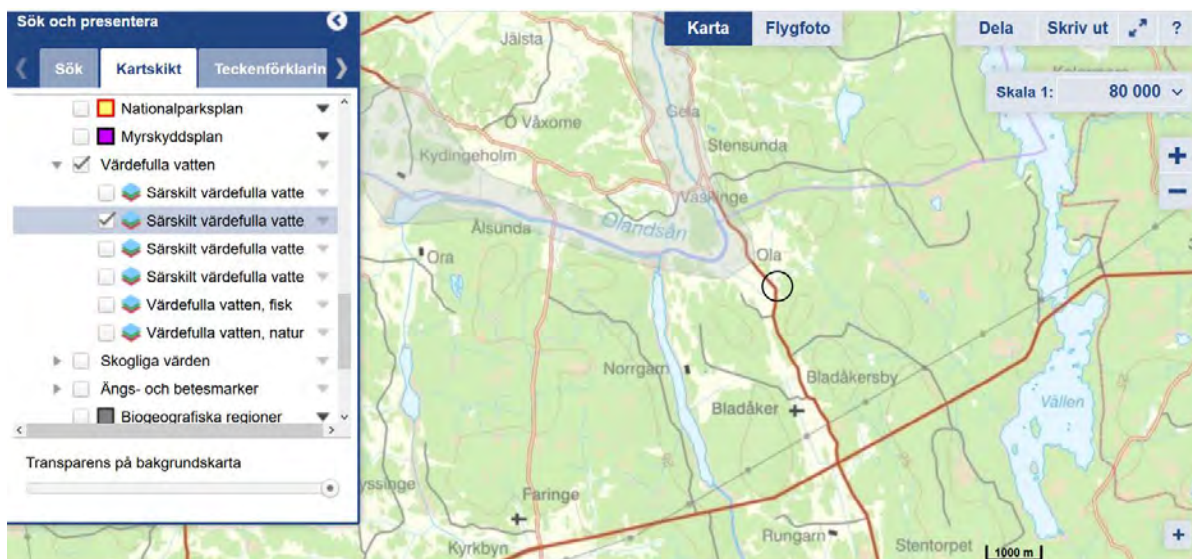 Sök och presentera
Sök
Kartskikt
Teckenförklarin
Nationalparksplan
Myrskyddsplan
Värdefulla vatten
Särskilt värdefulla vatte
Särskilt värdefulla vatte
Särskilt värdefulla vatte
Särskilt värdefulla vatte
Värdefulla vatten, fisk
Värdefulla vatten, natur
Skogliga värden
Ängs- och betesmarker
Biogeografiska regioner
Transparens på bakgrundskarta
Karta
Flygfoto
Dela
Skriv ut
?
Skala 1:
80 000
+
−
Jälsta
Ö Våxome
Gela
Kydingeholm
Stensunda
Väskinge
Ålsunda
Olandsån
Ola
Ora
Norrgarn
Bladåkersby
Bladåker
Vällen
yssinge
Faringe
Kyrkbyn
Rungarn
Stentorpet
1000 m
+